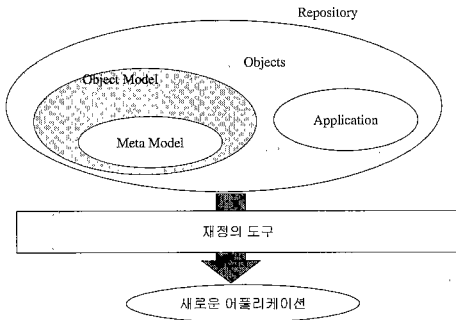 Repository
Objects
Object Model
Application
Meta Model
재정의 도구
새로운 어플리케이션